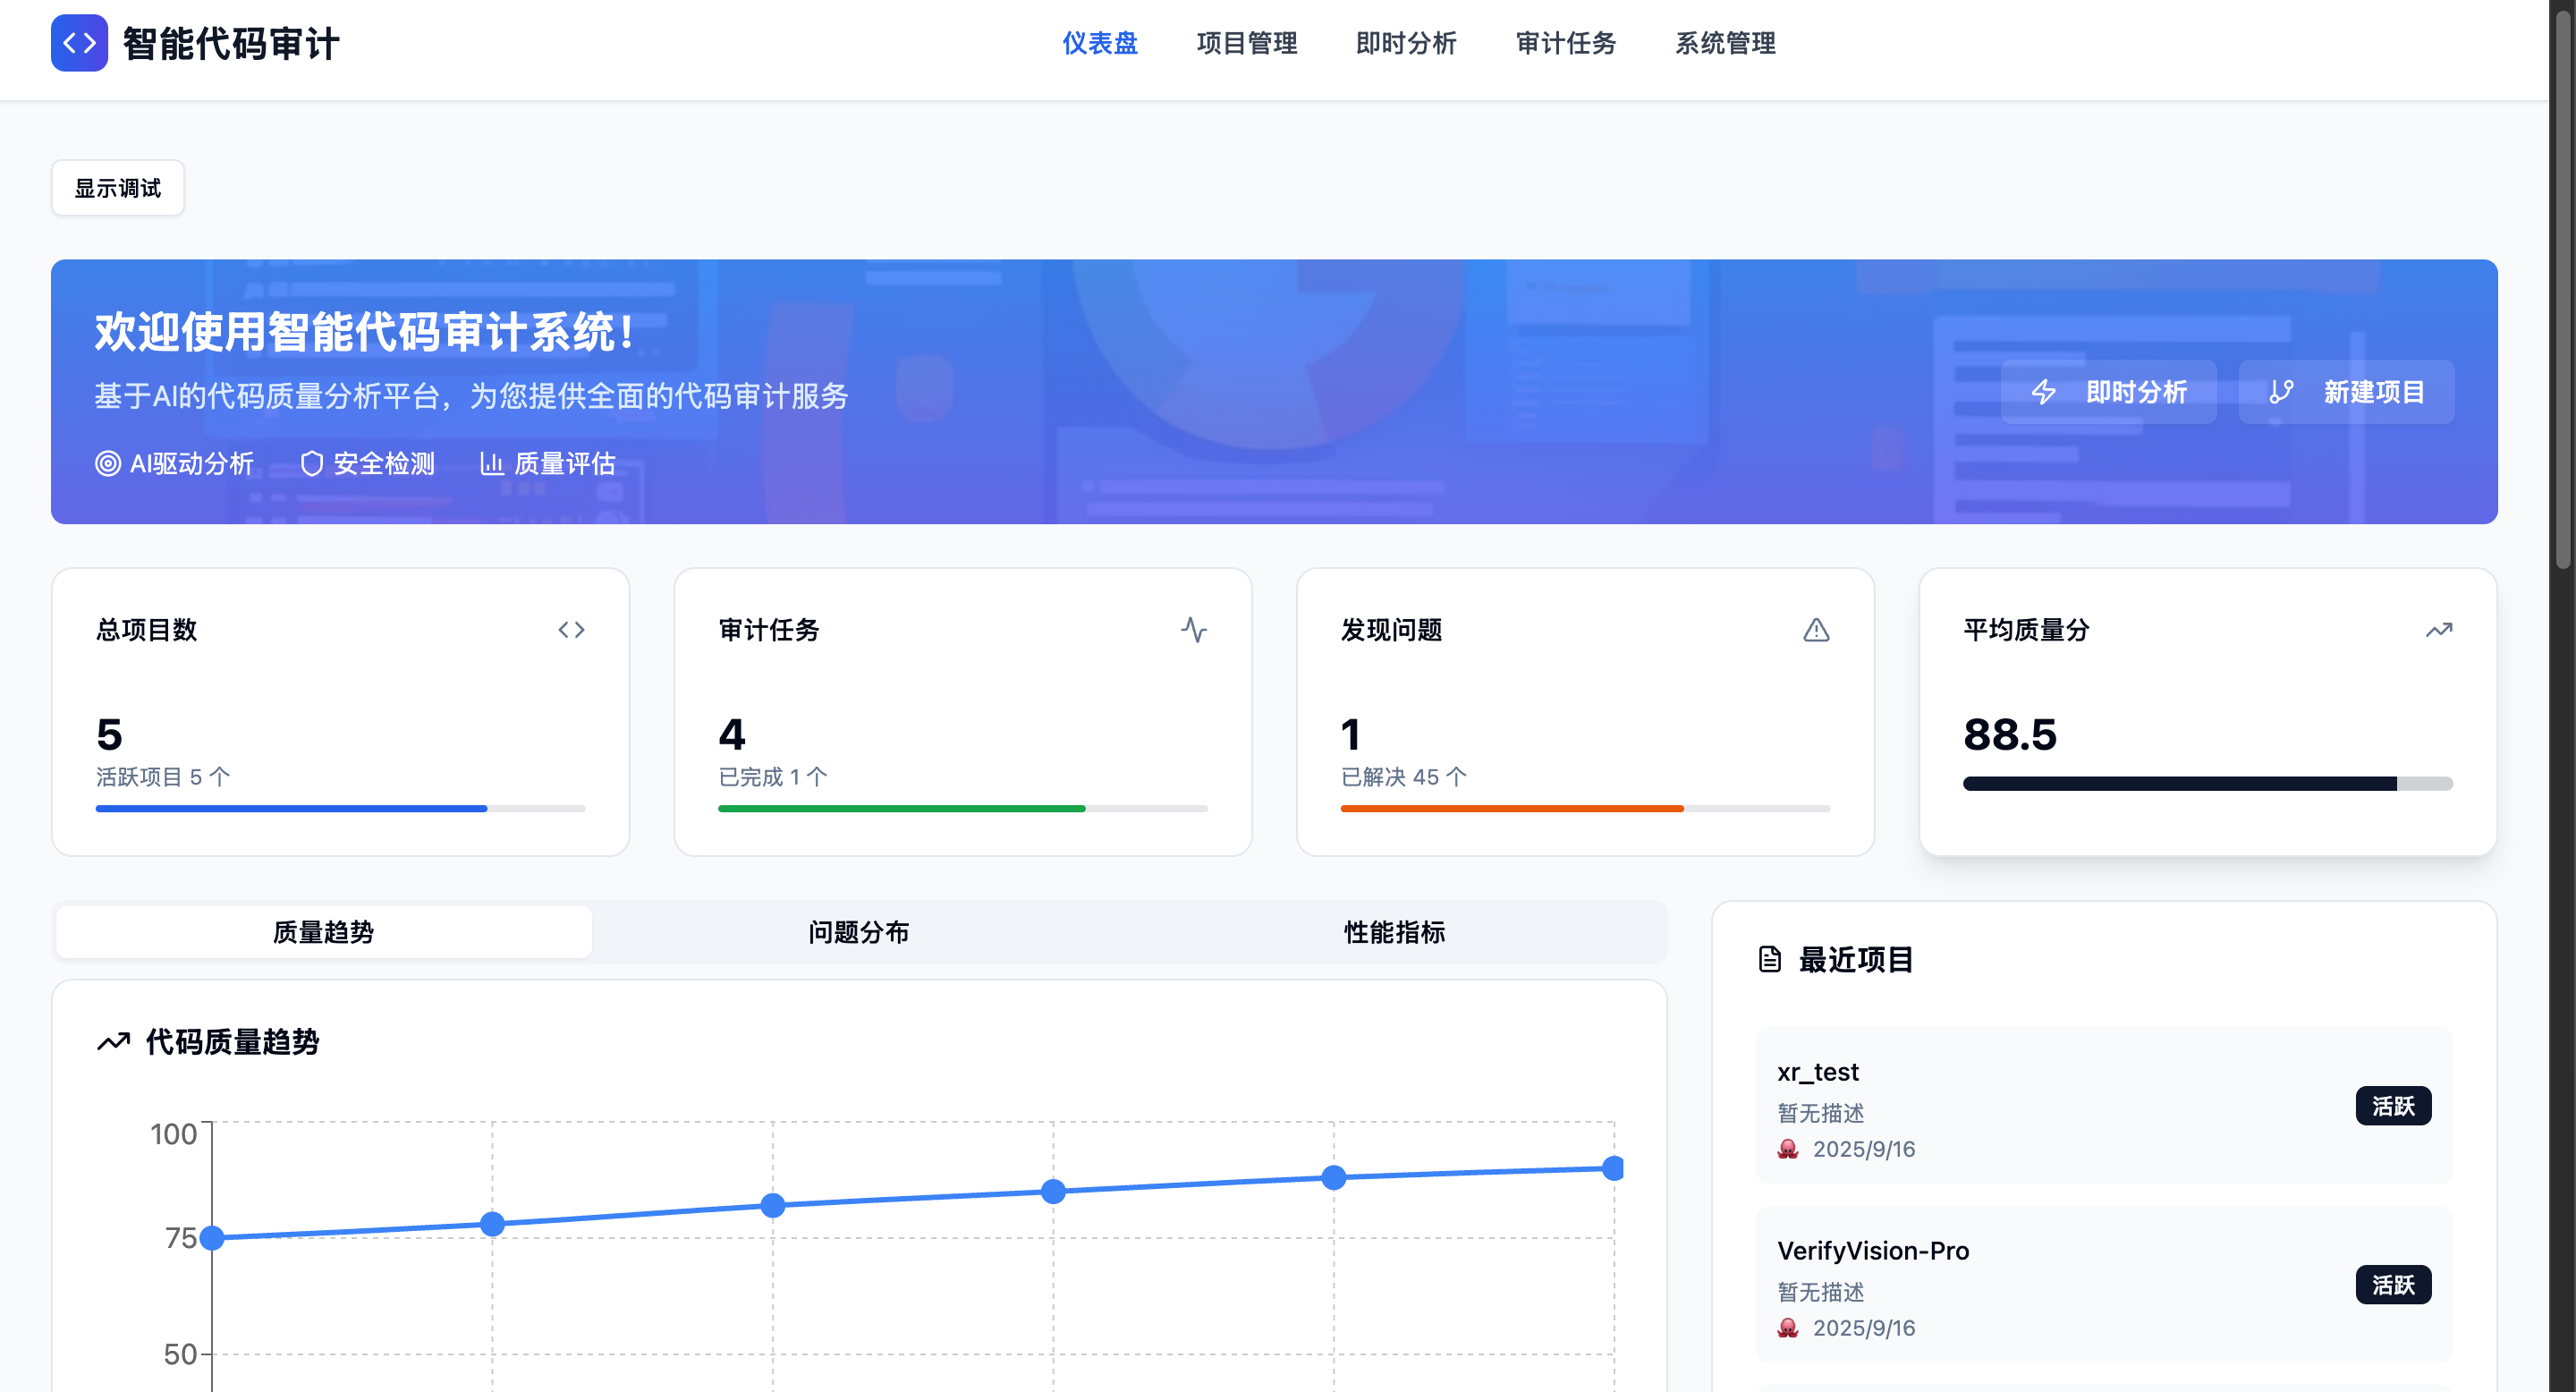 智能代码审计
仪表盘 项目管理 即时分析 审计任务 系统管理
显示调试
欢迎使用智能代码审计系统！
基于AI的代码质量分析平台，为您提供全面的代码审计服务
AI驱动分析 安全检测 质量评估
即时分析 新建项目
总项目数
5
活跃项目 5 个
审计任务
4
已完成 1 个
发现问题
1
已解决 45 个
平均质量分
88.5
质量趋势 问题分布 性能指标
代码质量趋势
100
75
50
最近项目
xr_test
暂无描述
2025/9/16
活跃
VerifyVision-Pro
暂无描述
2025/9/16
活跃